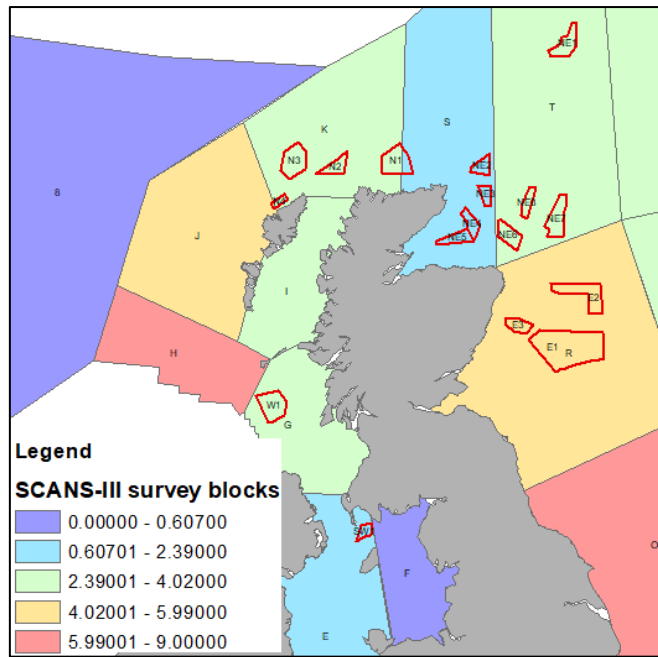 NE1
T
S
K
N3
N2
N1
NE2
8
NE3
N4
NE8
NE7
NE4
J
NE5
NE6
I
E2
E3
E1
R
H
W1
G
Legend
SCANS-III survey blocks
0.00000 - 0.60700
0.60701 - 2.39000
2.39001 - 4.02000
4.02001 - 5.99000
5.99001 - 9.00000
SW1
O
F
E